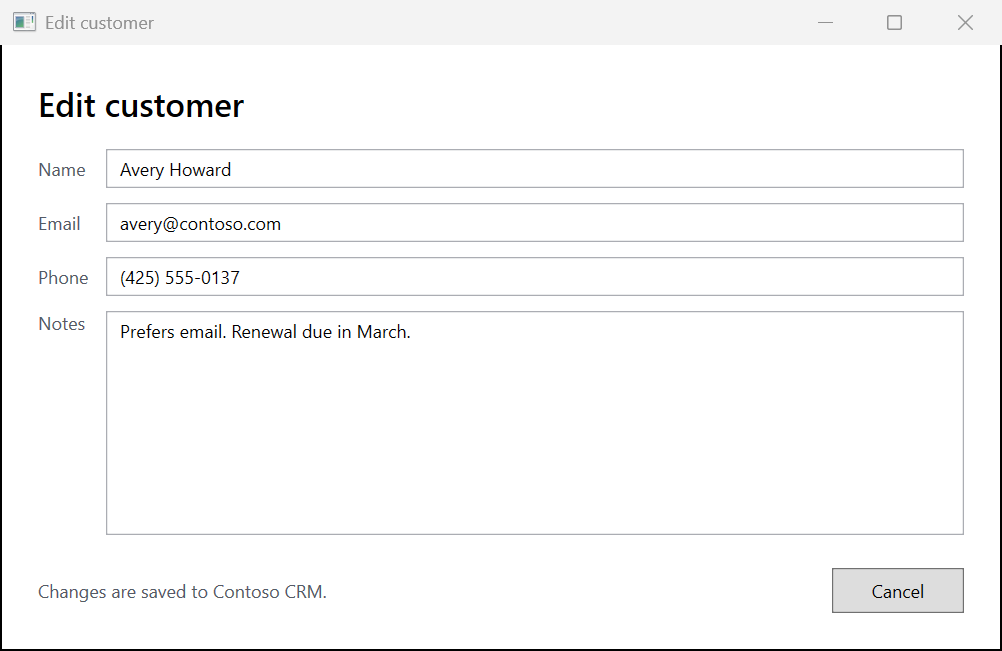 Edit customer
Edit customer
Name
Avery Howard
Email
avery@contoso.com
Phone
(425) 555-0137
Notes
Prefers email. Renewal due in March.
Changes are saved to Contoso CRM.
Cancel